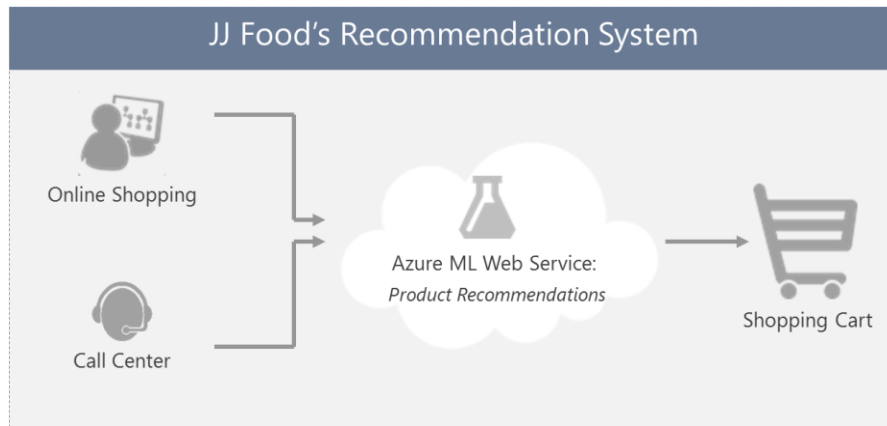 JJ Food's Recommendation System
Online Shopping
Azure ML Web Service:
Product Recommendations
Call Center
Shopping Cart